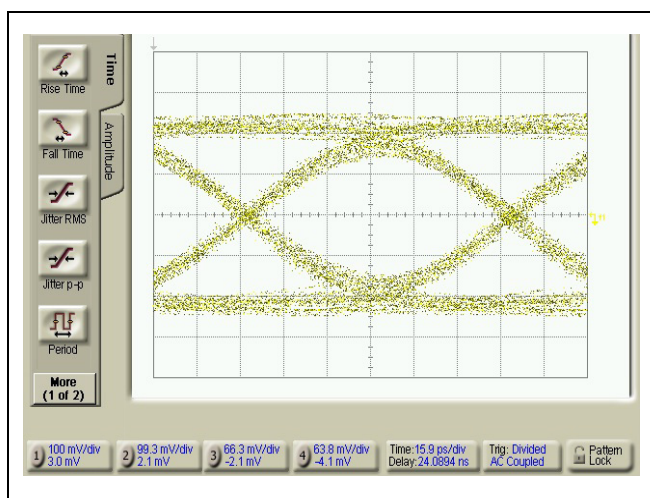 Time
Amplitude
Rise Time
Fall Time
Jitter RMS
Jitter p-p
Period
More
(1 of 2)
1 100 mV/div
3.0 mV
2 99.3 mV/div
2.1 mV
3 66.3 mV/div
-2.1 mV
4 63.8 mV/div
-4.1 mV
Time:15.9 ps/div
Delay:24.0894 ns
Trig: Divided
AC Coupled
Pattern
Lock